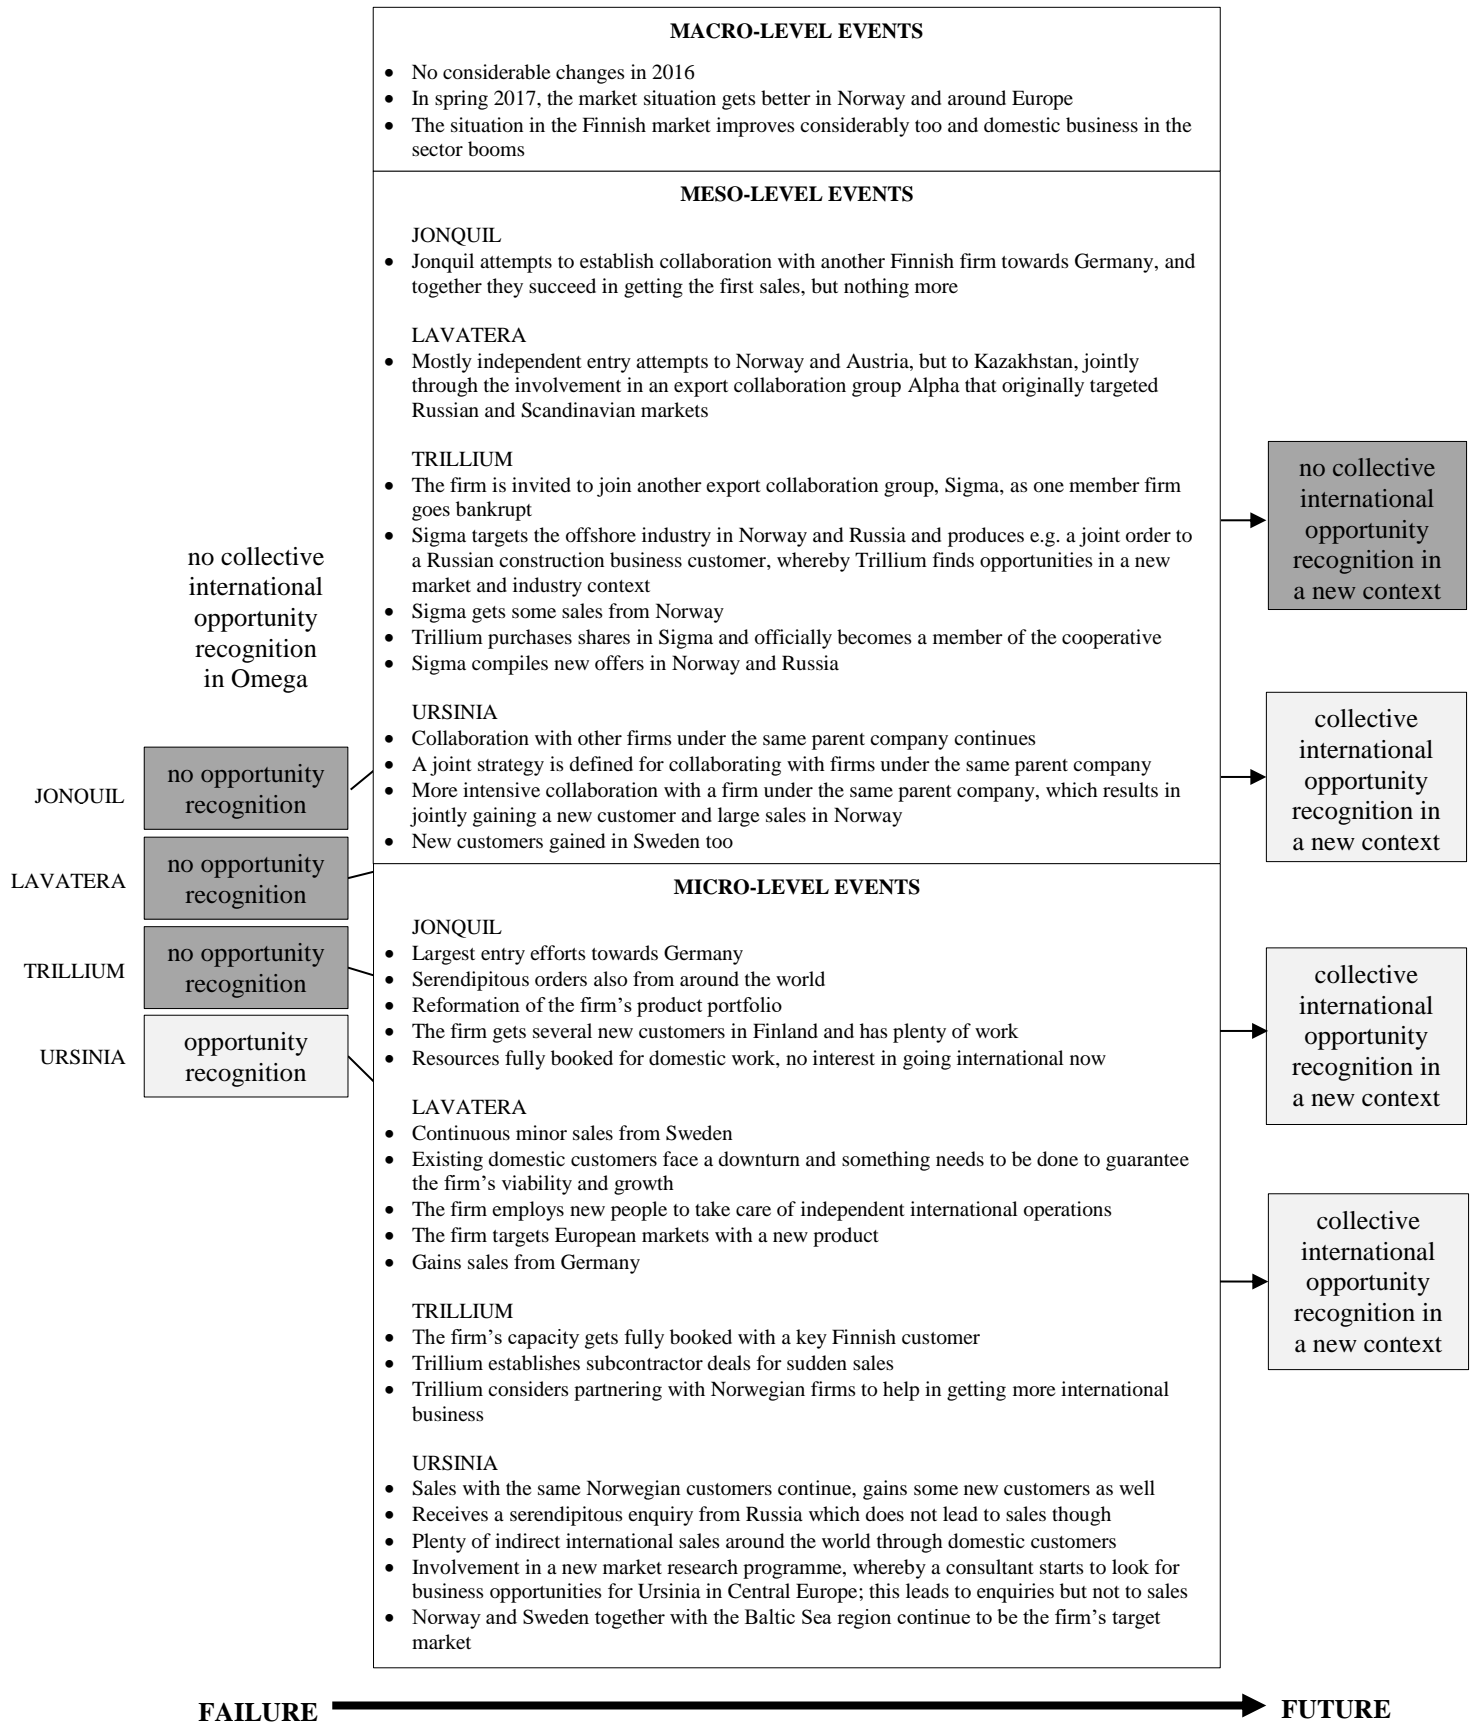 MACRO-LEVEL EVENTS
• No considerable changes in 2016
• In spring 2017, the market situation gets better in Norway and around Europe
• The situation in the Finnish market improves considerably too and domestic business in the
sector booms
MESO-LEVEL EVENTS
JONQUIL
• Jonquil attempts to establish collaboration with another Finnish firm towards Germany, and
together they succeed in getting the first sales, but nothing more
LAVATERA
• Mostly independent entry attempts to Norway and Austria, but to Kazakhstan, jointly
through the involvement in an export collaboration group Alpha that originally targeted
Russian and Scandinavian markets
TRILLIUM
• The firm is invited to join another export collaboration group, Sigma, as one member firm
goes bankrupt
• Sigma targets the offshore industry in Norway and Russia and produces e.g. a joint order to
a Russian construction business customer, whereby Trillium finds opportunities in a new
market and industry context
• Sigma gets some sales from Norway
• Trillium purchases shares in Sigma and officially becomes a member of the cooperative
• Sigma compiles new offers in Norway and Russia
URSINIA
• Collaboration with other firms under the same parent company continues
• A joint strategy is defined for collaborating with firms under the same parent company
• More intensive collaboration with a firm under the same parent company, which results in
jointly gaining a new customer and large sales in Norway
• New customers gained in Sweden too
MICRO-LEVEL EVENTS
JONQUIL
• Largest entry efforts towards Germany
• Serendipitous orders also from around the world
• Reformation of the firm's product portfolio
• The firm gets several new customers in Finland and has plenty of work
• Resources fully booked for domestic work, no interest in going international now
LAVATERA
• Continuous minor sales from Sweden
• Existing domestic customers face a downturn and something needs to be done to guarantee
the firm's viability and growth
• The firm employs new people to take care of independent international operations
• The firm targets European markets with a new product
• Gains sales from Germany
TRILLIUM
• The firm's capacity gets fully booked with a key Finnish customer
• Trillium establishes subcontractor deals for sudden sales
• Trillium considers partnering with Norwegian firms to help in getting more international
business
URSINIA
• Sales with the same Norwegian customers continue, gains some new customers as well
• Receives a serendipitous enquiry from Russia which does not lead to sales though
• Plenty of indirect international sales around the world through domestic customers
• Involvement in a new market research programme, whereby a consultant starts to look for
business opportunities for Ursinia in Central Europe; this leads to enquiries but not to sales
• Norway and Sweden together with the Baltic Sea region continue to be the firm's target
market
no collective
international
opportunity
recognition
in Omega
JONQUIL
no opportunity
recognition
LAVATERA
no opportunity
recognition
TRILLIUM
no opportunity
recognition
URSINIA
opportunity
recognition
no collective
international
opportunity
recognition in
a new context
collective
international
opportunity
recognition in
a new context
collective
international
opportunity
recognition in
a new context
collective
international
opportunity
recognition in
a new context
FAILURE
FUTURE